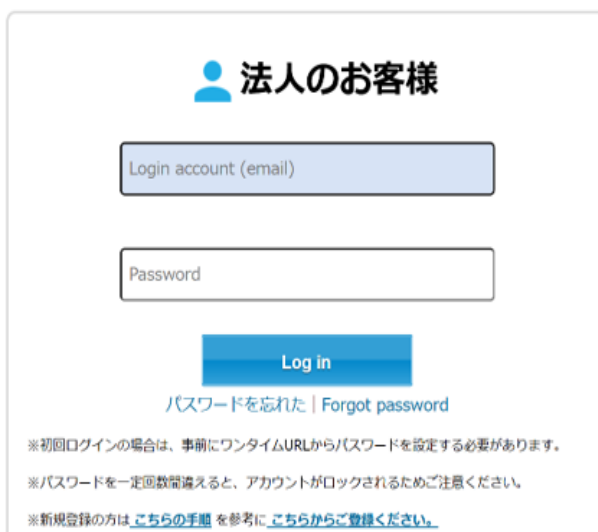 法人のお客様
Login account (email)
Password
Log in
パスワードを忘れた | Forgot password
※初回ログインの場合は、事前にワンタイムURLからパスワードを設定する必要があります。
※パスワードを一定回数間違えると、アカウントがロックされるためご注意ください。
※新規登録の方は こちらの手順 を参考に こちらからご登録ください。